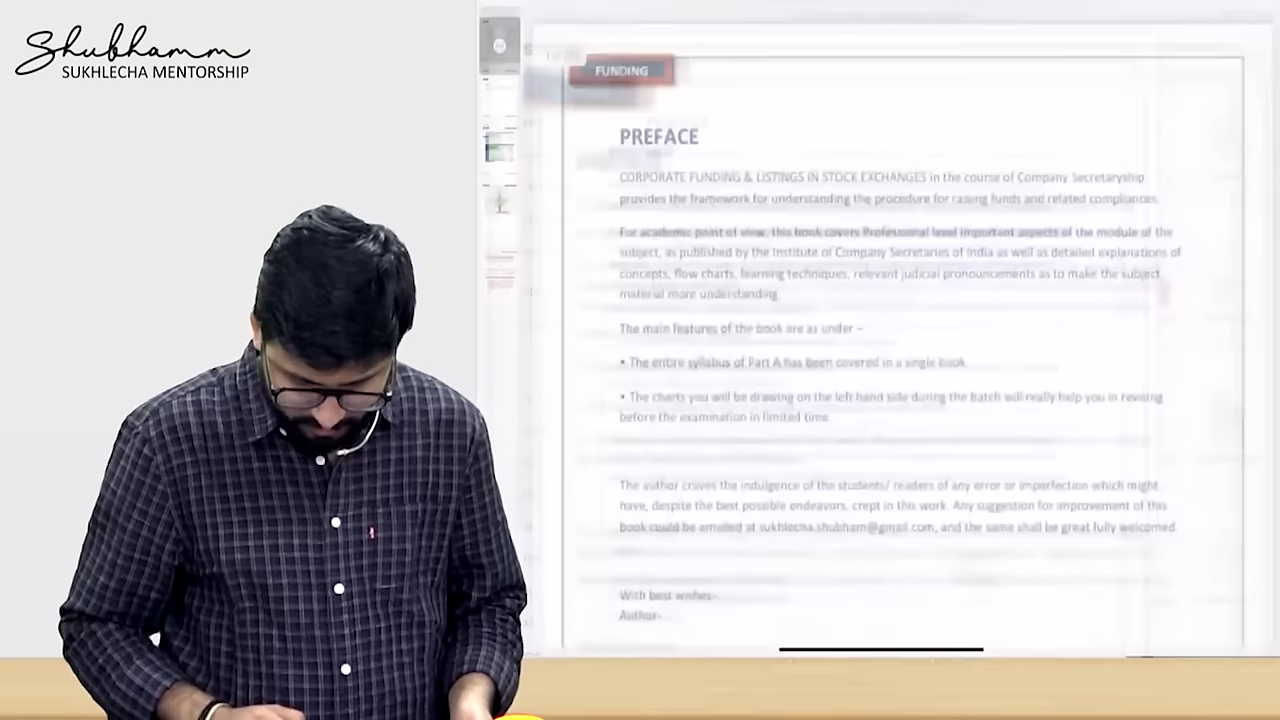 Shubhamm
SUKHLECHA MENTORSHIP
FUNDING
PREFACE
CORPORATE FUNDING & LISTINGS IN STOCK EXCHANGES in the course of Company Secretaryship
provides the framework for understanding the procedure for raising funds and related compliances.
For academic point of view, this book covers Professional level important aspects of the module of the
subject, as published by the Institute of Company Secretaries of India as well as detailed explanations of
concepts, flow charts, learning techniques, relevant judicial pronouncements as to make the subject
material more understanding.
The main features of the book are as under –
• The entire syllabus of Part A has been covered in a single book.
• The charts you will be drawing on the left hand side during the batch will really help you in revising
before the examination in limited time.
The author craves the indulgence of the students/ readers of any error or imperfection which might
have, despite the best possible endeavors, crept in this work. Any suggestion for improvement of this
book could be emailed at sukhlecha.shubham@gmail.com, and the same shall be great fully welcomed.
With best wishes-
Author-